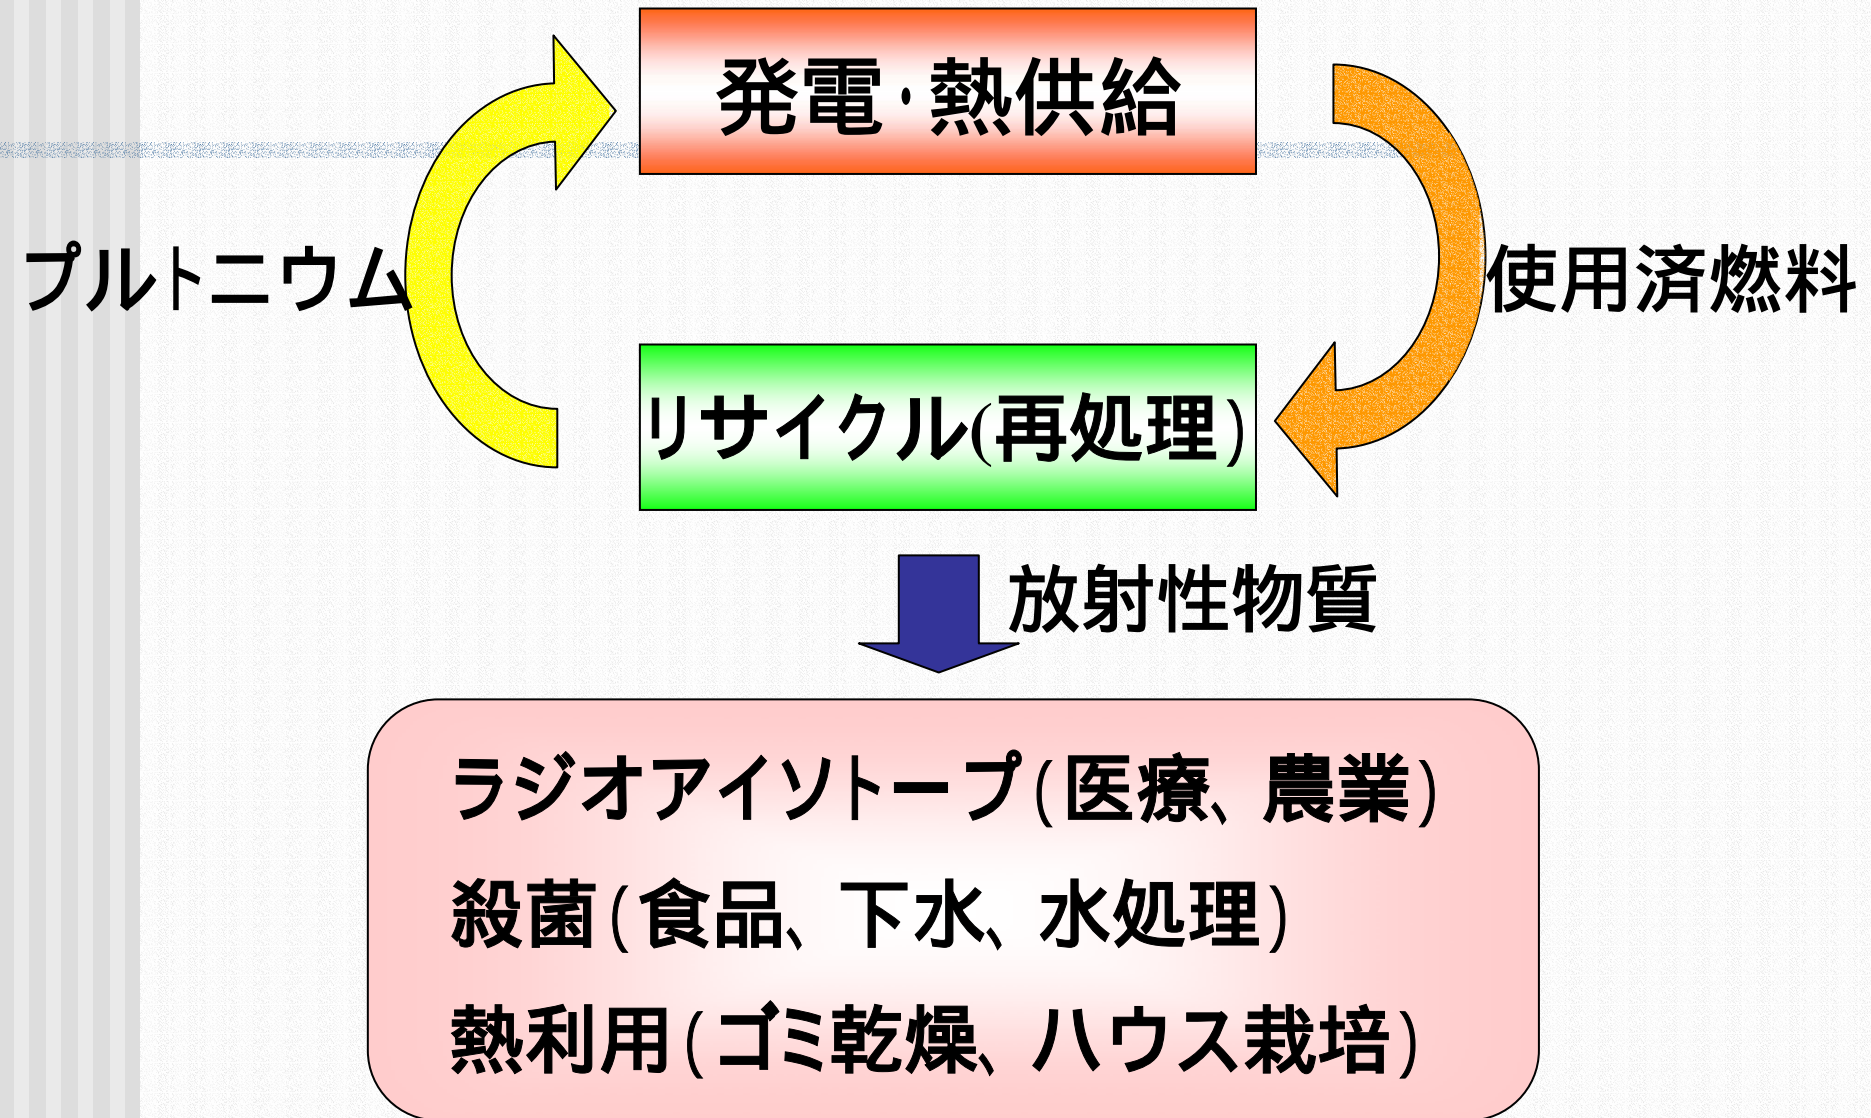 発電・熱供給
プルトニウム
使用済燃料
リサイクル(再処理)
放射性物質
ラジオアイソトープ(医療、農業)
殺菌(食品、下水、水処理)
熱利用(ゴミ乾燥、ハウス栽培)